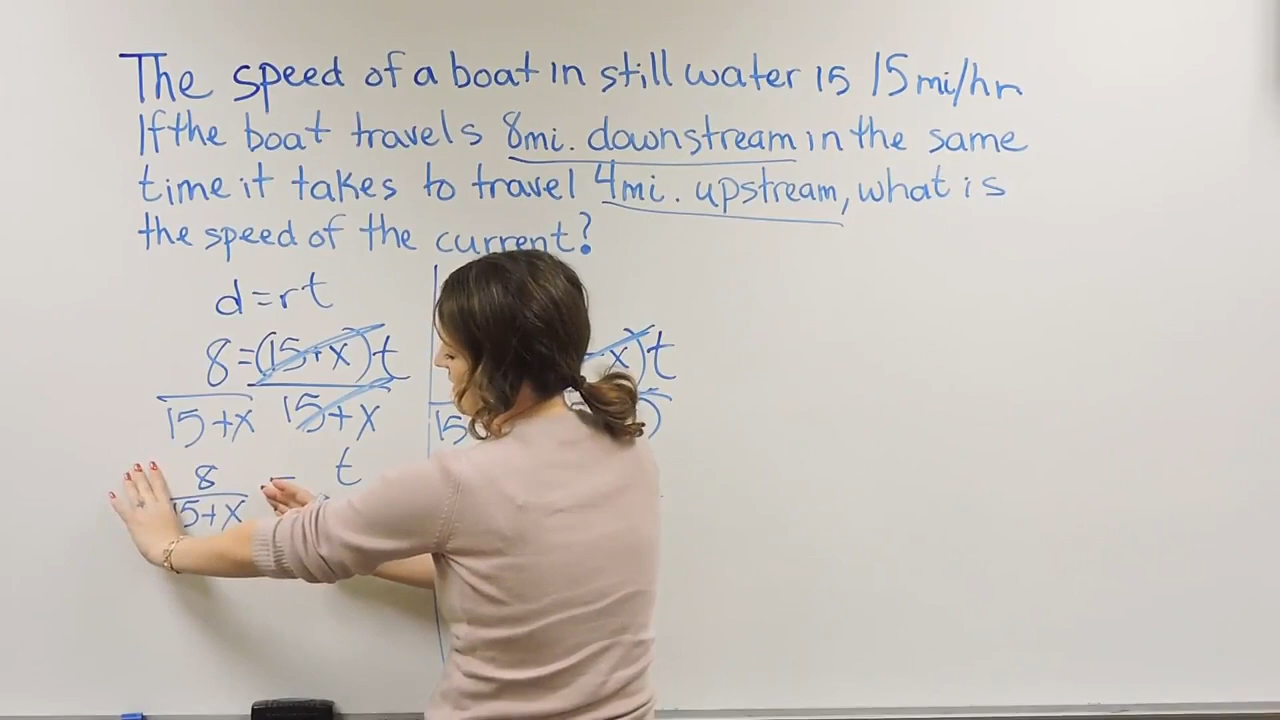 The speed of a boat in still water is 15mi/hr
If the boat travels 8mi. downstream in the same
time it takes to travel 4mi. upstream, what is
the speed of the current?
d=rt
8=(15+x)t
15+x 15+x
8 = t
15+x
x)t
15 )